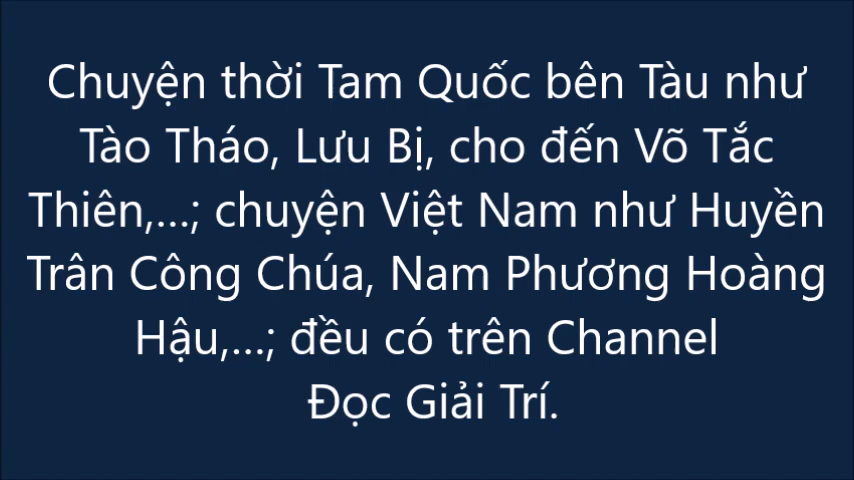 Chuyện thời Tam Quốc bên Tàu như
Tào Tháo, Lưu Bị, cho đến Võ Tắc
Thiên,...; chuyện Việt Nam như Huyền
Trân Công Chúa, Nam Phương Hoàng
Hậu,...; đều có trên Channel
Đọc Giải Trí.